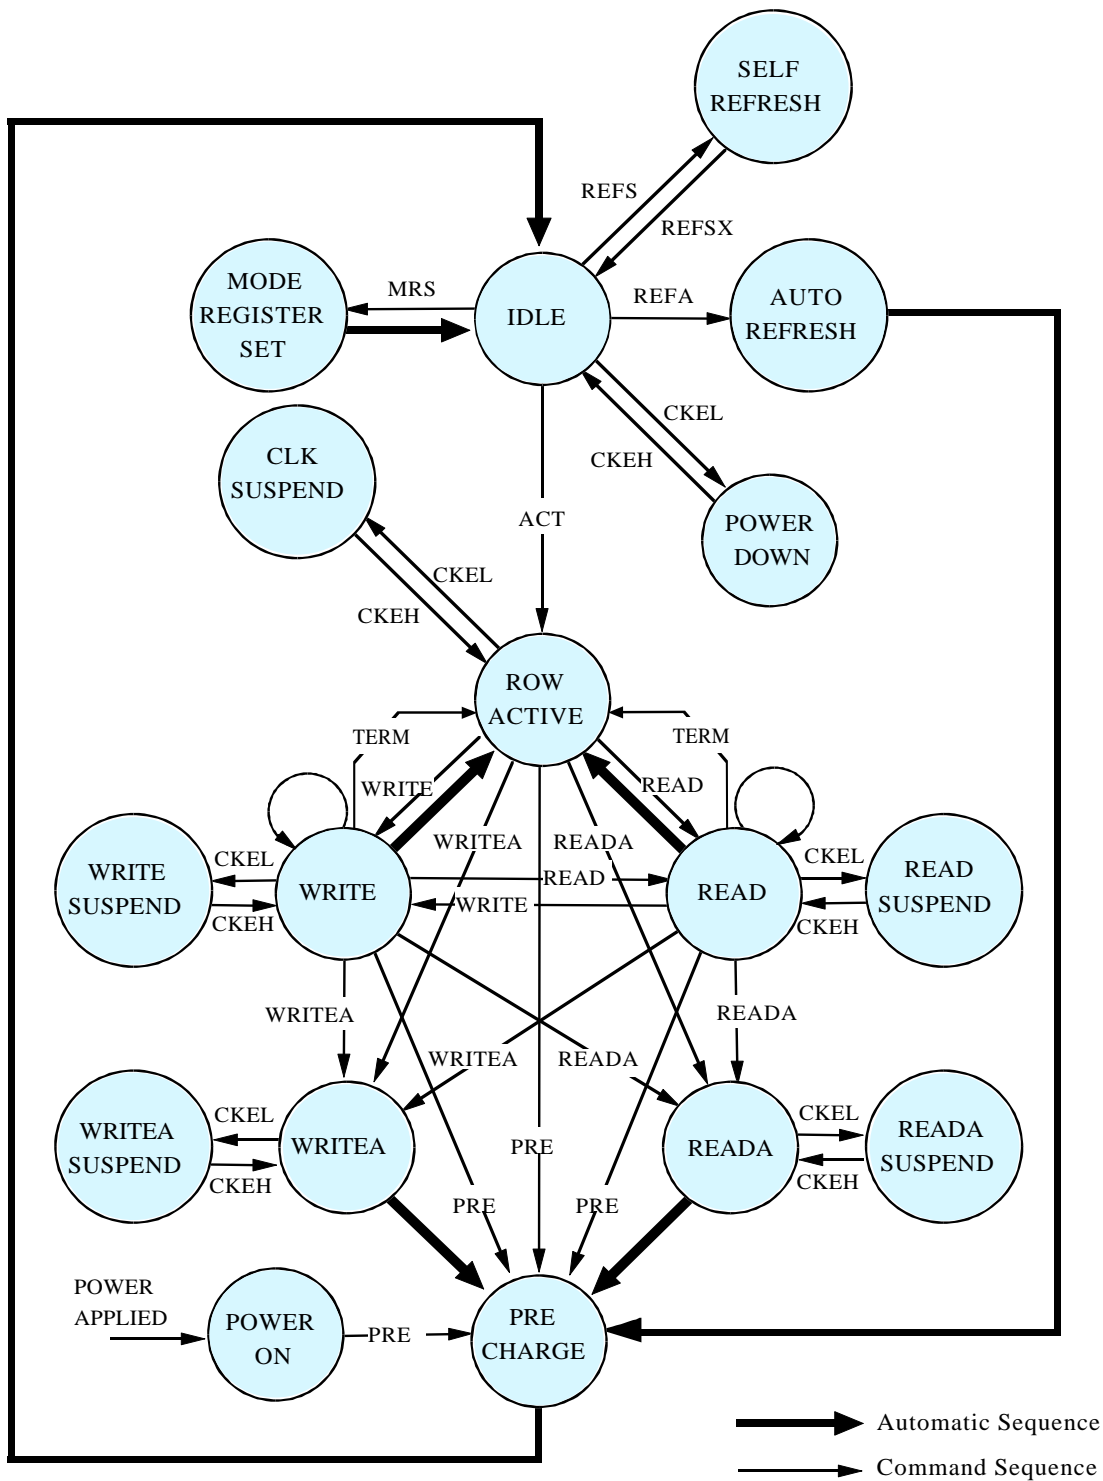 SELF
REFRESH
REFS
REFSX
MODE
REGISTER
SET
MRS
IDLE
REFA
AUTO
REFRESH
CKEL
CKEH
CLK
SUSPEND
POWER
DOWN
ACT
CKEL
CKEH
ROW
ACTIVE
TERM
TERM
WRITE
READ
WRITEA
READA
WRITE
SUSPEND
CKEL
CKEH
WRITE
READ
WRITE
READ
CKEL
CKEH
READ
SUSPEND
WRITEA
READA
WRITEA
READA
WRITEA
SUSPEND
CKEL
CKEH
WRITEA
PRE
READA
CKEL
CKEH
READA
SUSPEND
PRE
PRE
POWER
APPLIED
POWER
ON
PRE
PRE
CHARGE
Automatic Sequence
Command Sequence